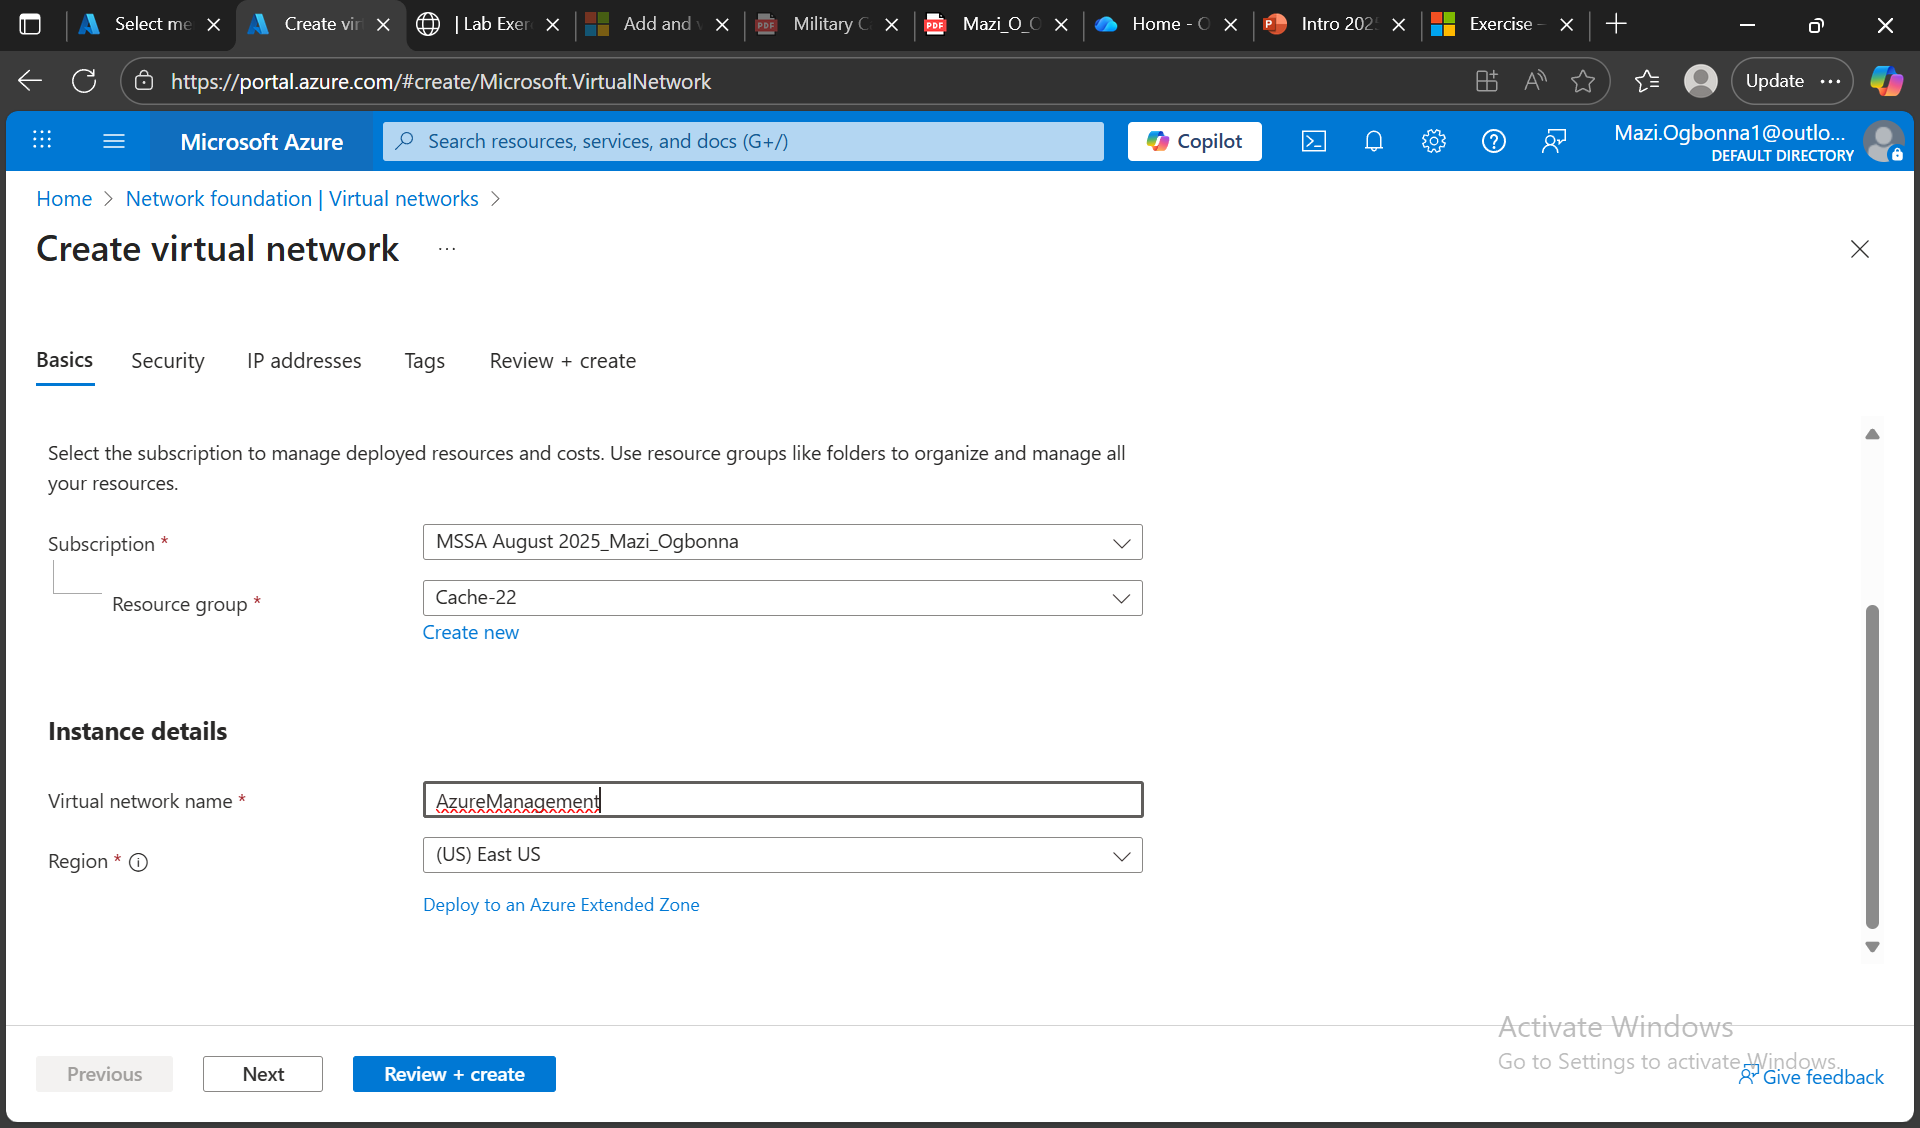 Select me
Create vir
| Lab Exer
Add and v
Military C
Mazi_O_O
Home - O
Intro 202
Exercise -
https://portal.azure.com/#create/Microsoft.VirtualNetwork
Update
Microsoft Azure
Search resources, services, and docs (G+/)
Copilot
Mazi.Ogbonna1@outlo...
DEFAULT DIRECTORY
Home > Network foundation | Virtual networks >
Create virtual network ...
Basics Security IP addresses Tags Review + create
Select the subscription to manage deployed resources and costs. Use resource groups like folders to organize and manage all
your resources.
Subscription *
MSSA August 2025_Mazi_Ogbonna
Resource group *
Cache-22
Create new
Instance details
Virtual network name *
AzureManagement
Region *
(US) East US
Deploy to an Azure Extended Zone
Activate Windows
Go to Settings to activate Windows.
Previous
Next
Review + create
Give feedback